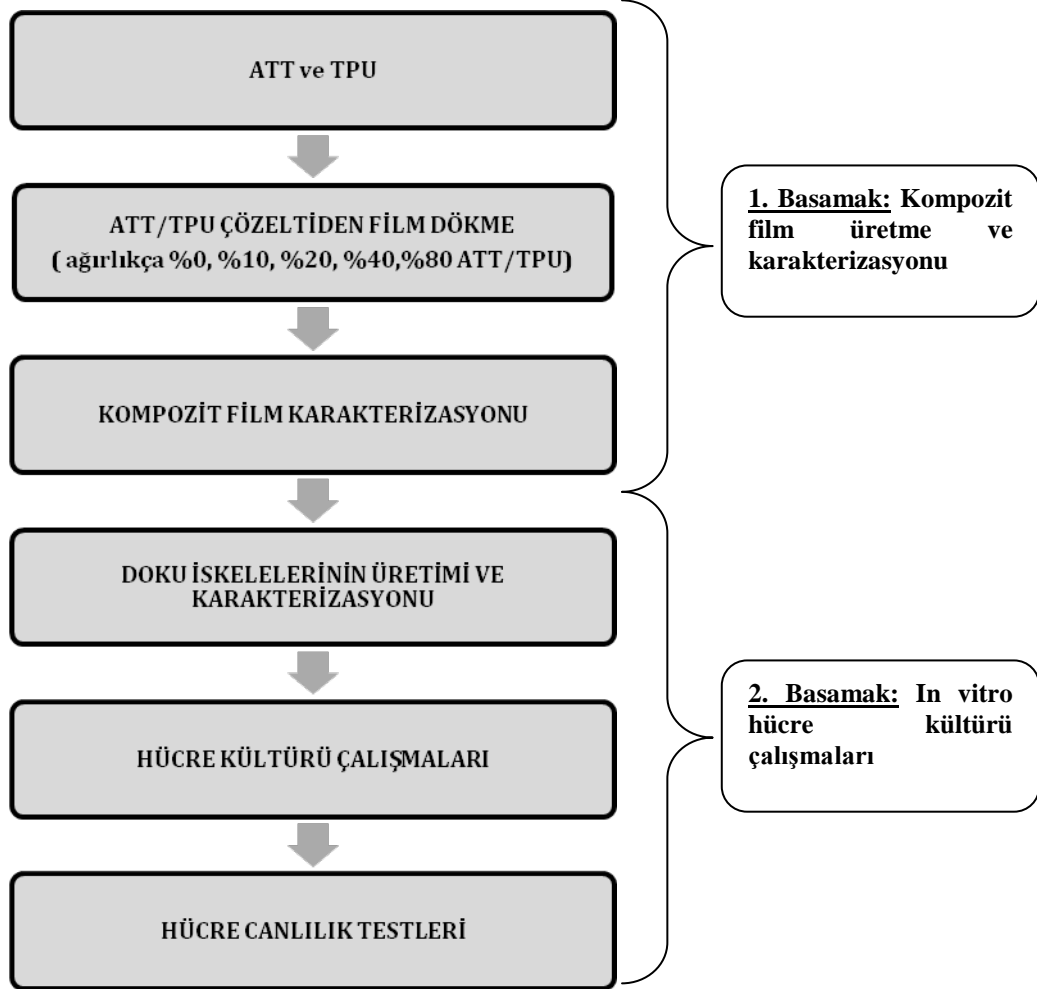 ATT ve TPU
ATT/TPU ÇÖZELTİDEN FİLM DÖKME
( ağırlıkça %0, %10, %20, %40,%80 ATT/TPU)
KOMPOZİT FİLM KARAKTERİZASYONU
1. Basamak: Kompozit
film üretme ve
karakterizasyonu
DOKU İSKELELERİNİN ÜRETİMİ VE
KARAKTERİZASYONU
HÜCRE KÜLTÜRÜ ÇALIŞMALARI
HÜCRE CANLILIK TESTLERİ
2. Basamak: In vitro
hücre kültürü
çalışmaları